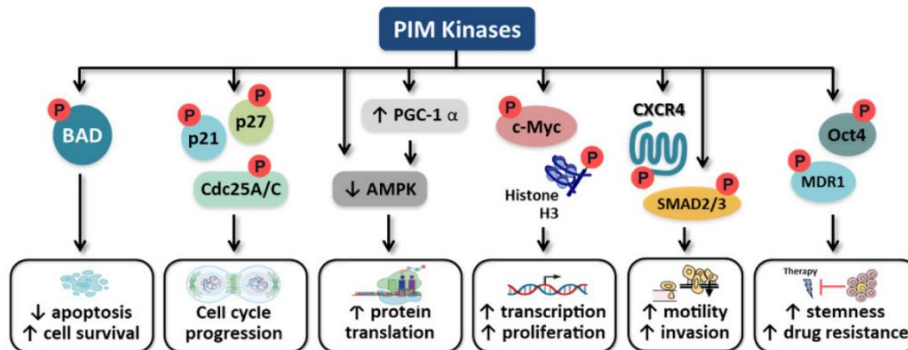 PIM Kinases
P
BAD
P
p21
P
p27
P
Cdc25A/C
↑ PGC-1 α
↓ AMPK
P
c-Myc
P
Histone
H3
CXCR4
P
P
SMAD2/3
P
Oct4
P
MDR1
↓ apoptosis
↑ cell survival
Cell cycle
progression
↑ protein
translation
↑ transcription
↑ proliferation
↑ motility
↑ invasion
Therapy
↑ stemness
↑ drug resistance